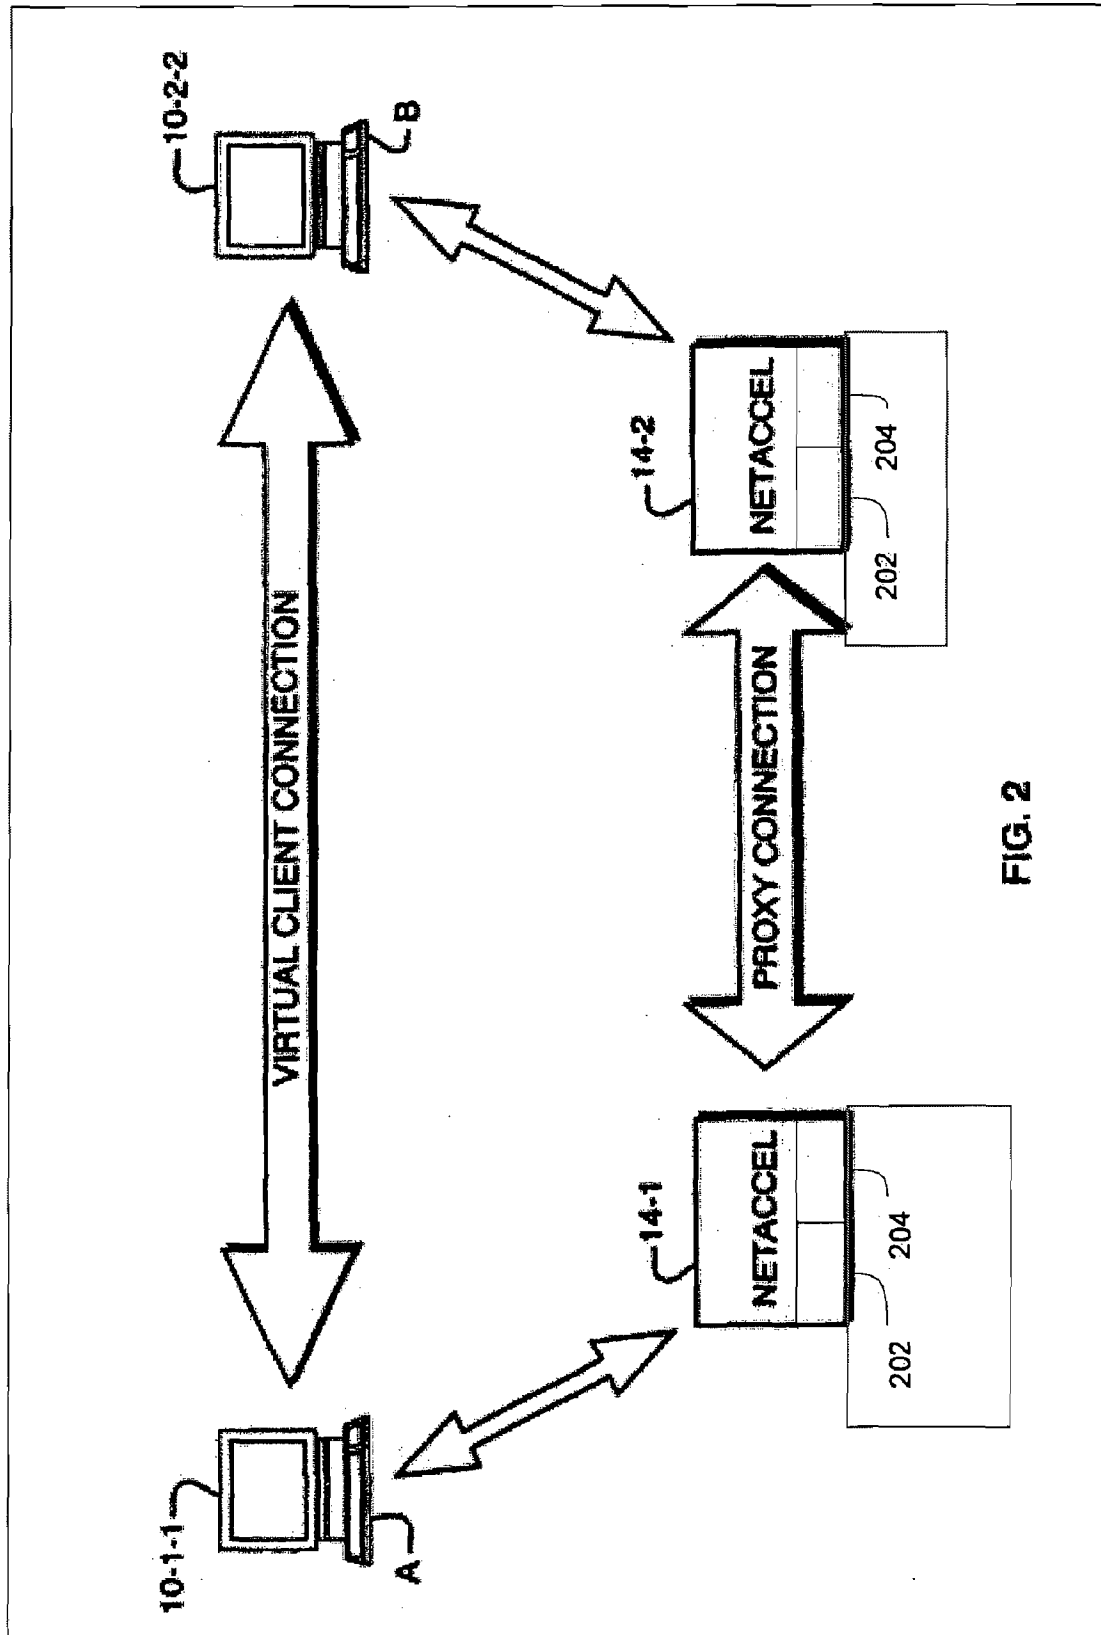 10-1-1
10-2-2
A
B
VIRTUAL CLIENT CONNECTION
14-1
14-2
NETACCEL
NETACCEL
PROXY CONNECTION
202
204
202
204
FIG. 2